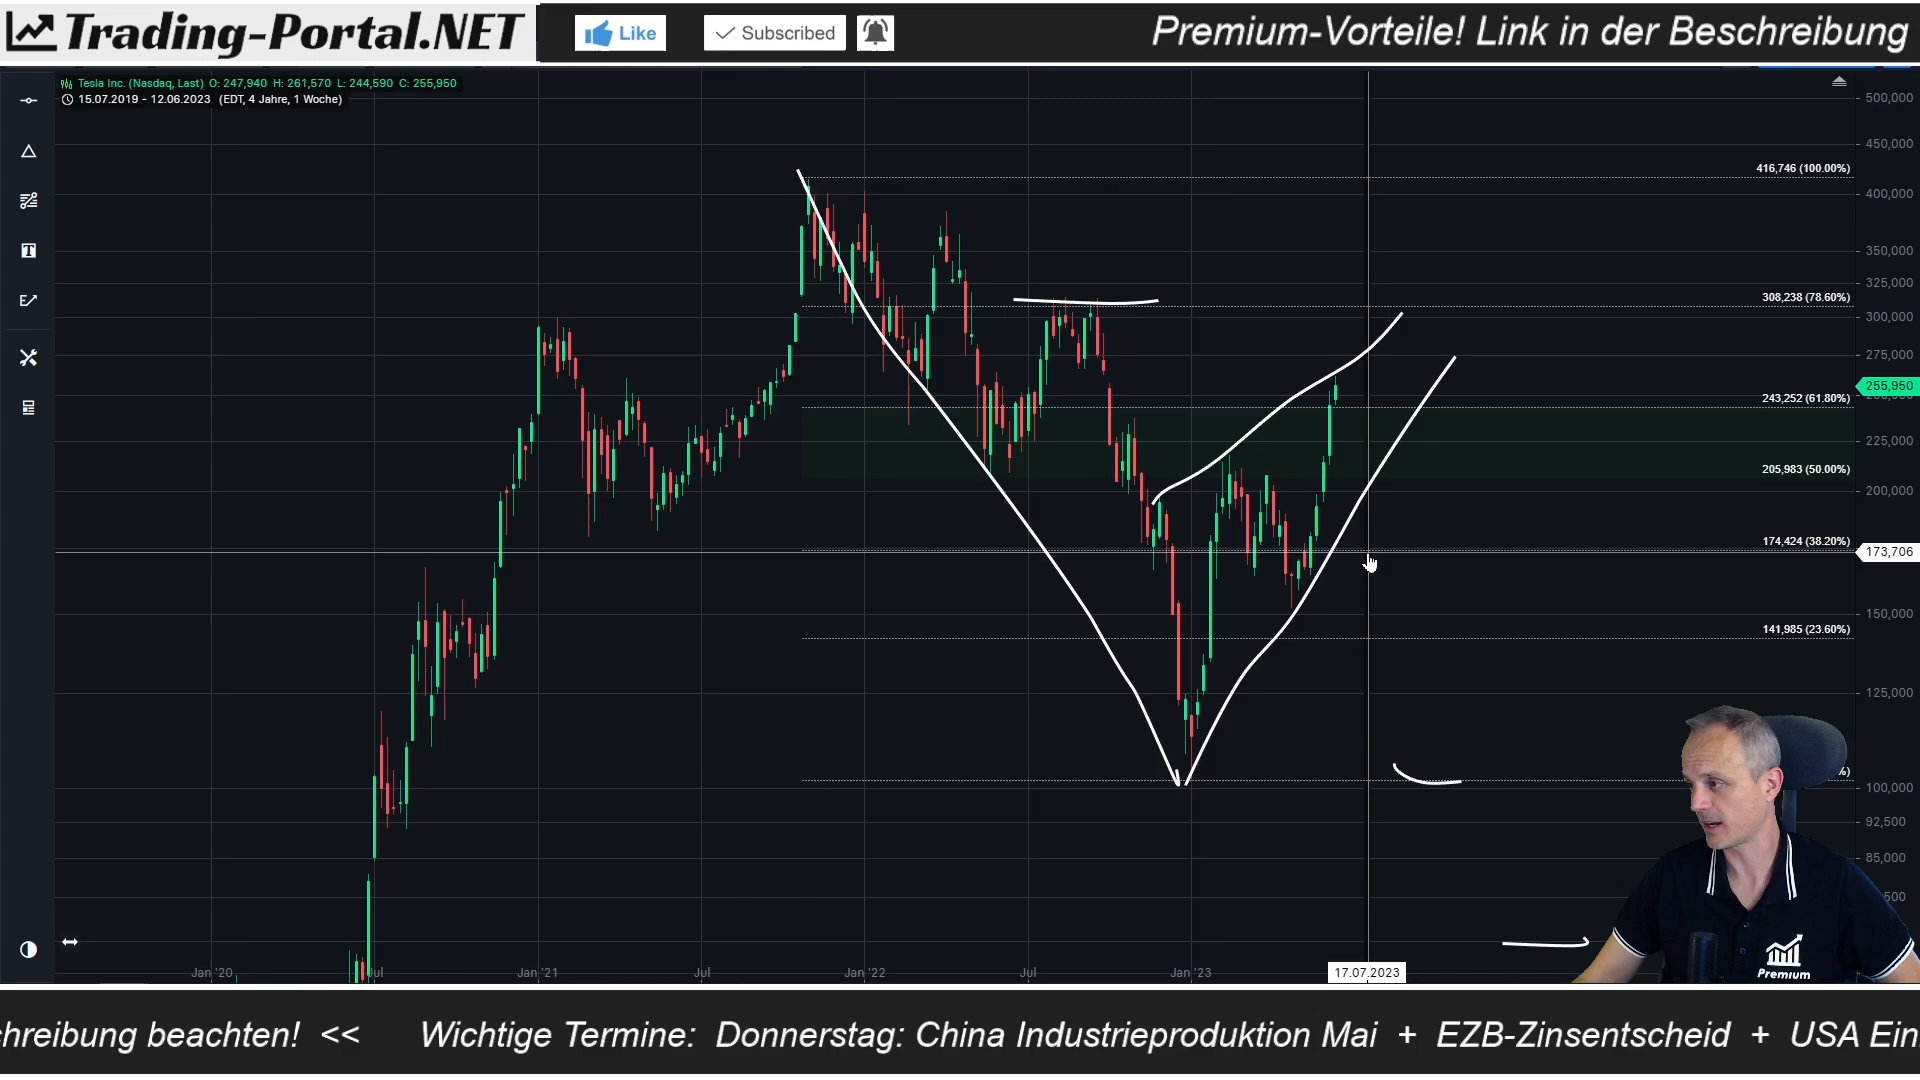 Trading-Portal.NET
Like
Subscribed
Premium-Vorteile! Link in der Beschreibung
Tesla Inc. (Nasdaq, Last) O: 247,940 H: 261,570 L: 244,590 C: 255,950
15.07.2019 - 12.06.2023 (EDT, 4 Jahre, 1 Woche)
500,000
450,000
416,746 (100.00%)
400,000
350,000
325,000
308,238 (78.60%)
300,000
275,000
255,950
243,252 (61.80%)
225,000
205,983 (50.00%)
200,000
174,424 (38.20%)
173,706
150,000
141,985 (23.60%)
125,000
%)
100,000
92,500
85,000
500
Premium
Jan '20
Jul
Jan '21
Jul
Jan '22
Jul
Jan '23
17.07.2023
chreibung beachten! << Wichtige Termine: Donnerstag: China Industrieproduktion Mai + EZB-Zinsentscheid + USA Ein